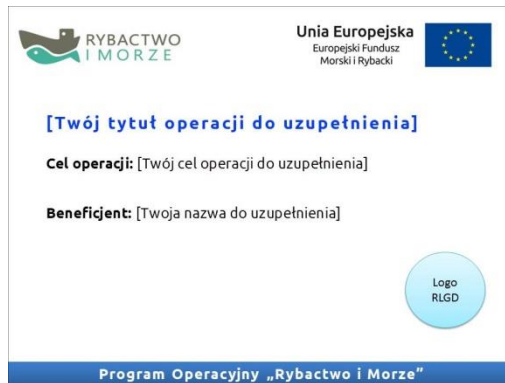 RYBACTWO
I MORZE
Unia Europejska
Europejski Fundusz
Morski i Rybacki
[Twój tytuł operacji do uzupełnienia]
Cel operacji: [Twój cel operacji do uzupełnienia]
Beneficjent: [Twoja nazwa do uzupełnienia]
Logo
RLGD
Program Operacyjny „Rybactwo i Morze”